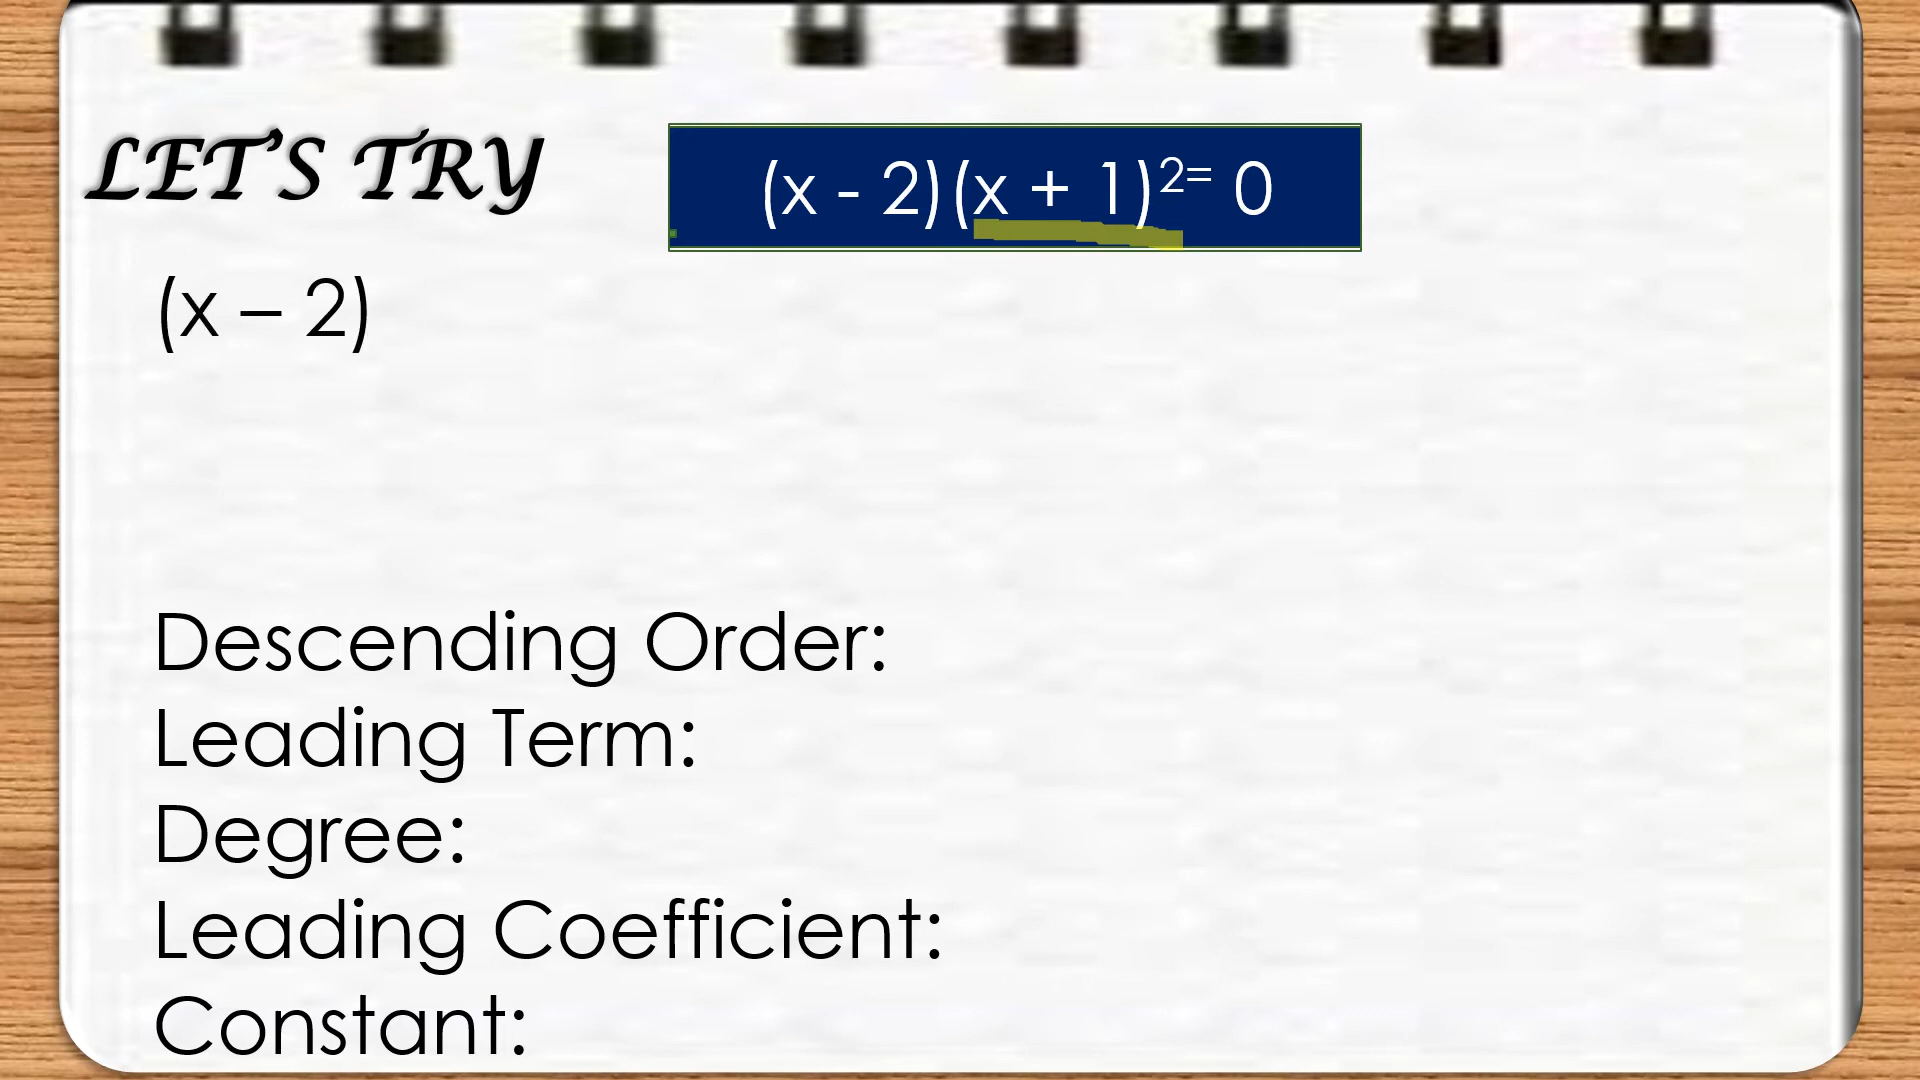 LET'S TRY
(x - 2)(x + 1)²⁼ 0
(x – 2)
Descending Order:
Leading Term:
Degree:
Leading Coefficient:
Constant: